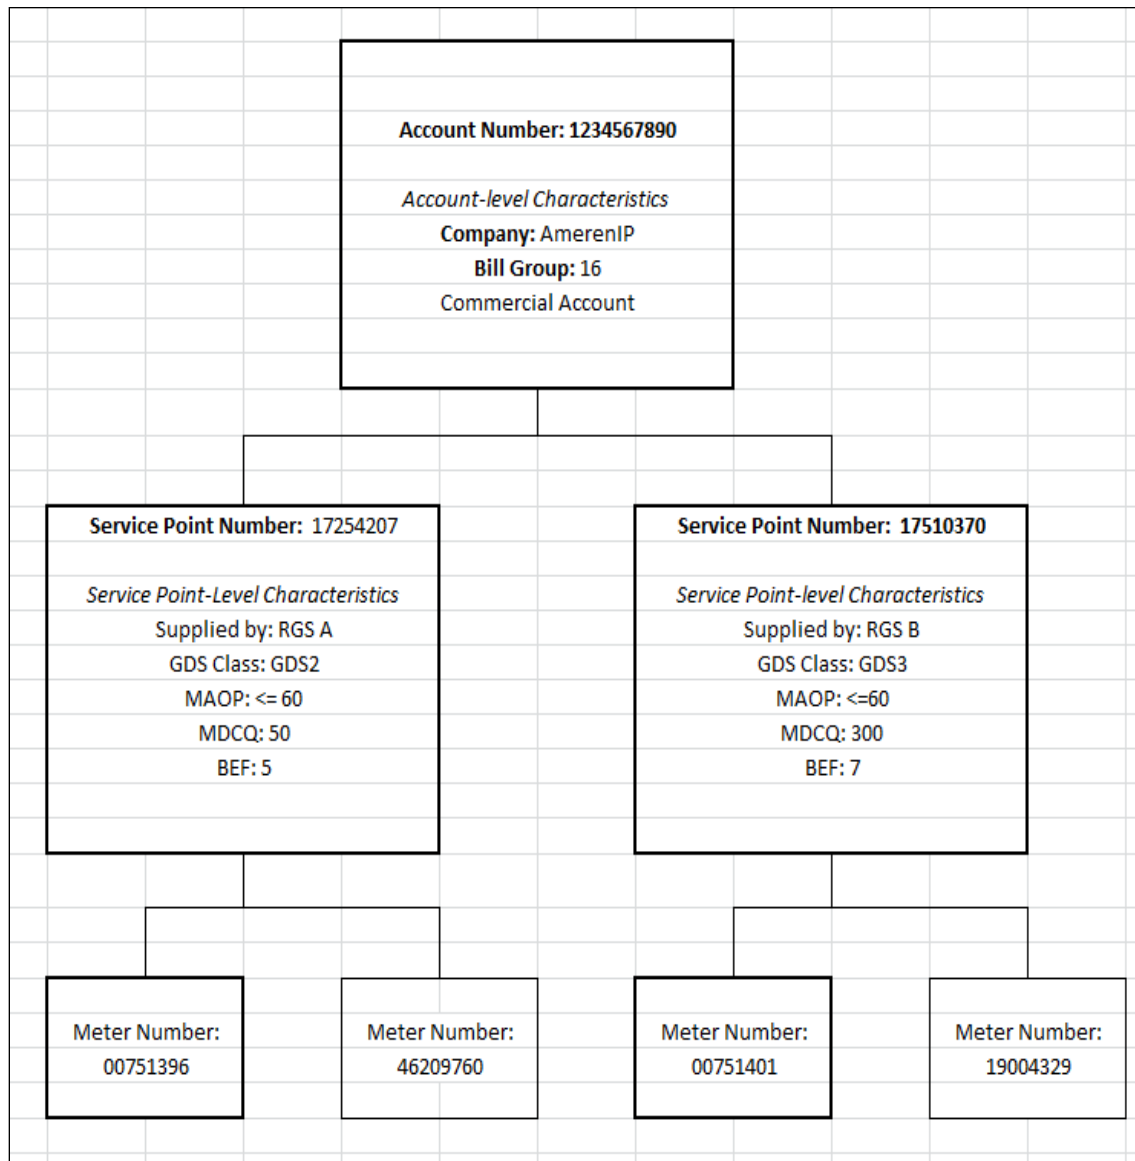 Account Number: 1234567890
Account-level Characteristics
Company: AmerenIP
Bill Group: 16
Commercial Account
Service Point Number: 17254207
Service Point-Level Characteristics
Supplied by: RGS A
GDS Class: GDS2
MAOP: <= 60
MDCQ: 50
BEF: 5
Service Point Number: 17510370
Service Point-level Characteristics
Supplied by: RGS B
GDS Class: GDS3
MAOP: <=60
MDCQ: 300
BEF: 7
Meter Number:
00751396
Meter Number:
46209760
Meter Number:
00751401
Meter Number:
19004329